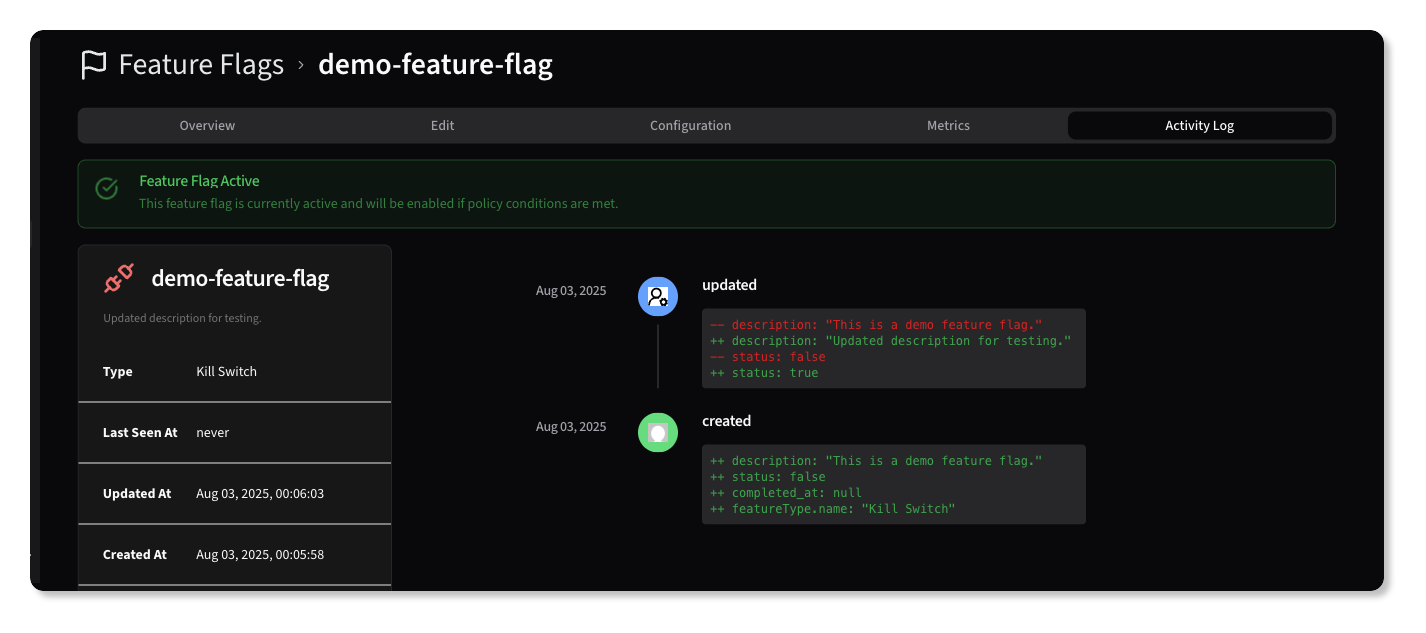 Feature Flags › demo-feature-flag
Overview Edit Configuration Metrics Activity Log
Feature Flag Active
This feature flag is currently active and will be enabled if policy conditions are met.
demo-feature-flag
Updated description for testing.
Type Kill Switch
Last Seen At never
Updated At Aug 03, 2025, 00:06:03
Created At Aug 03, 2025, 00:05:58
Aug 03, 2025 updated
-- description: "This is a demo feature flag."
++ description: "Updated description for testing."
-- status: false
++ status: true
Aug 03, 2025 created
++ description: "This is a demo feature flag."
++ status: false
++ completed_at: null
++ featureType.name: "Kill Switch"